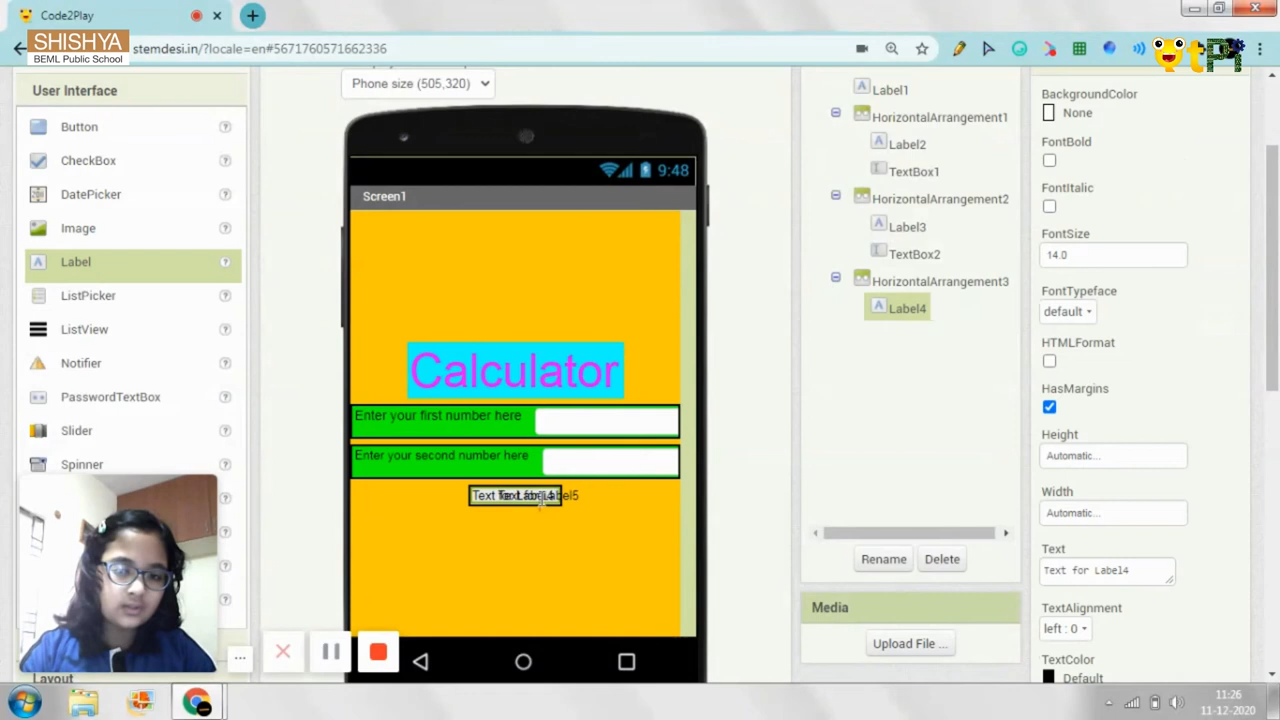 Code2Play
SHISHYA
BEML Public School
stemdesi.in/?locale=en#5671760571662336
User Interface
Button
CheckBox
DatePicker
Image
Label
ListPicker
ListView
Notifier
PasswordTextBox
Slider
Spinner
Layout
Phone size (505,320)
9:48
Screen1
Calculator
Enter your first number here
Enter your second number here
Label1
HorizontalArrangement1
Label2
TextBox1
HorizontalArrangement2
Label3
TextBox2
HorizontalArrangement3
Label4
Rename
Delete
Media
Upload File ...
BackgroundColor
None
FontBold
FontItalic
FontSize
14.0
FontTypeface
default
HTMLFormat
HasMargins
Height
Automatic...
Width
Automatic...
Text
Text for Label4
TextAlignment
left : 0
TextColor
Default
11:26
11-12-2020